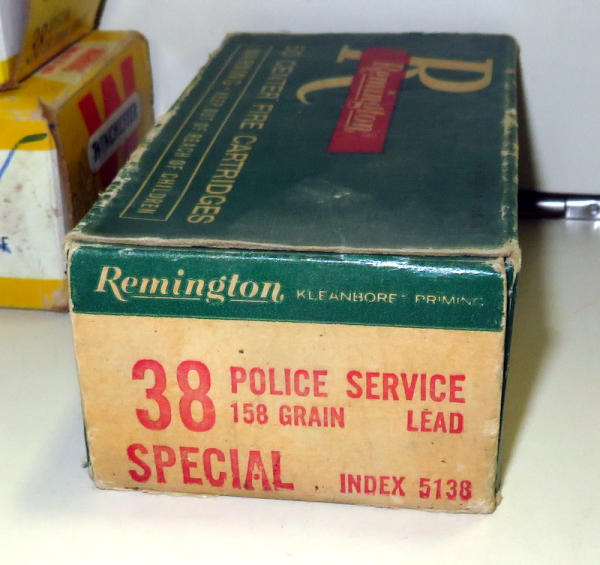 R
Remington
50 CENTER FIRE CARTRIDGES
WARNING - KEEP OUT OF REACH OF CHILDREN
Remington KLEANBORE PRIMING
38 POLICE SERVICE
158 GRAIN LEAD
SPECIAL INDEX 5138
W
WINCHESTER